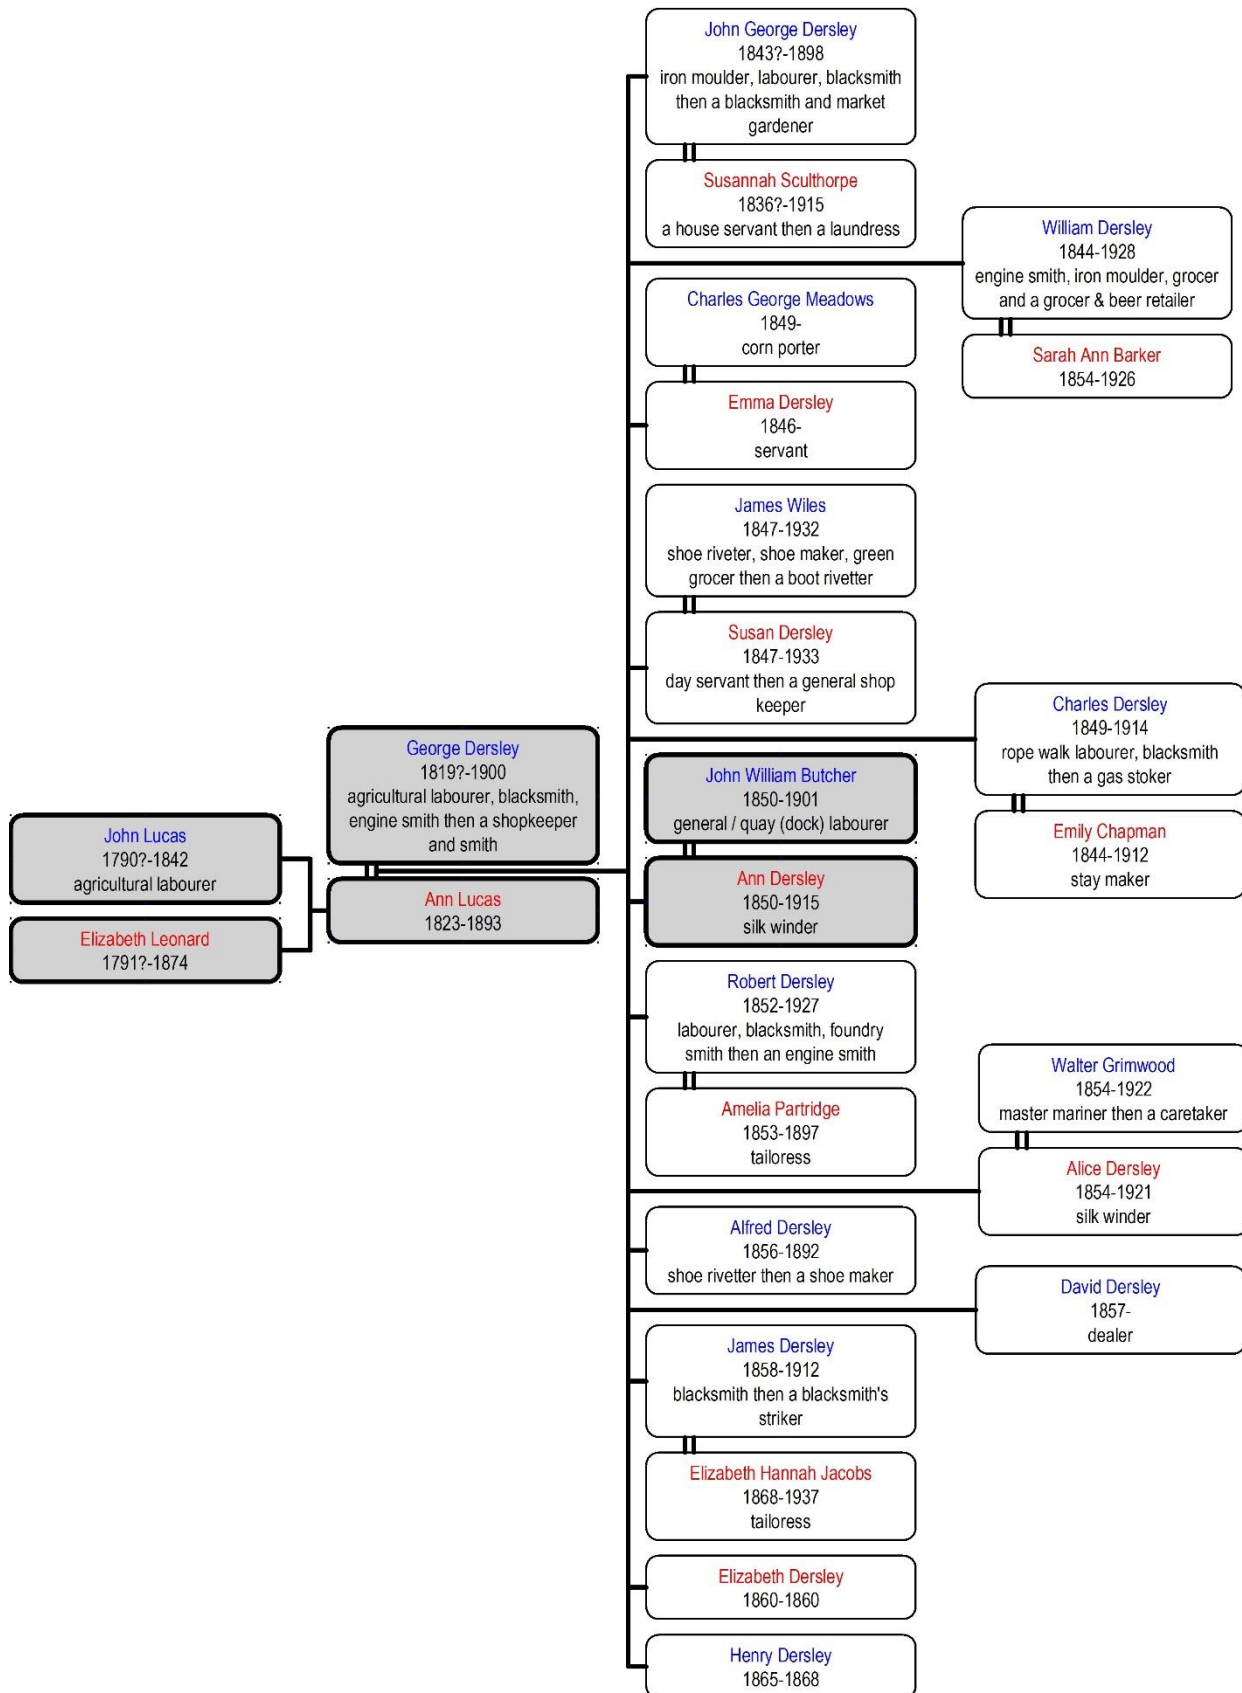 John George Dersley
1843?-1898
iron moulder, labourer, blacksmith
then a blacksmith and market
gardener
Susannah Sculthorpe
1836?-1915
a house servant then a laundress
William Dersley
1844-1928
engine smith, iron moulder, grocer
and a grocer & beer retailer
Sarah Ann Barker
1854-1926
Charles George Meadows
1849-
corn porter
Emma Dersley
1846-
servant
James Wiles
1847-1932
shoe riveter, shoe maker, green
grocer then a boot rivetter
Susan Dersley
1847-1933
day servant then a general shop
keeper
Charles Dersley
1849-1914
rope walk labourer, blacksmith
then a gas stoker
Emily Chapman
1844-1912
stay maker
George Dersley
1819?-1900
agricultural labourer, blacksmith,
engine smith then a shopkeeper
and smith
Ann Lucas
1823-1893
John Lucas
1790?-1842
agricultural labourer
Elizabeth Leonard
1791?-1874
John William Butcher
1850-1901
general / quay (dock) labourer
Ann Dersley
1850-1915
silk winder
Robert Dersley
1852-1927
labourer, blacksmith, foundry
smith then an engine smith
Amelia Partridge
1853-1897
tailoress
Walter Grimwood
1854-1922
master mariner then a caretaker
Alice Dersley
1854-1921
silk winder
Alfred Dersley
1856-1892
shoe rivetter then a shoe maker
David Dersley
1857-
dealer
James Dersley
1858-1912
blacksmith then a blacksmith's
striker
Elizabeth Hannah Jacobs
1868-1937
tailoress
Elizabeth Dersley
1860-1860
Henry Dersley
1865-1868